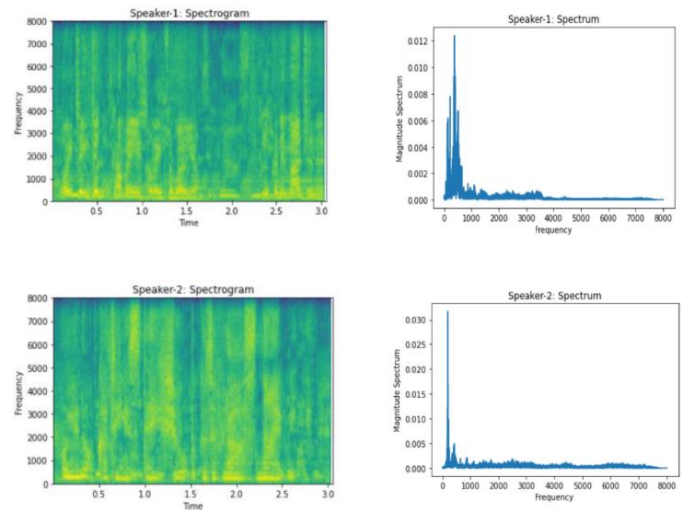 Speaker-1: Spectrogram
8000
7000
6000
5000
4000
3000
2000
1000
0
Frequency
0.5 1.0 1.5 2.0 2.5 3.0
Time
Speaker-1: Spectrum
0.012
0.010
0.008
0.006
0.004
0.002
0.000
Magnitude Spectrum
0 1000 2000 3000 4000 5000 6000 7000 8000
Frequency
Speaker-2: Spectrogram
8000
7000
6000
5000
4000
3000
2000
1000
0
Frequency
0.5 1.0 1.5 2.0 2.5 3.0
Time
Speaker-2: Spectrum
0.030
0.025
0.020
0.015
0.010
0.005
0.000
Magnitude Spectrum
0 1000 2000 3000 4000 5000 6000 7000 8000
Frequency